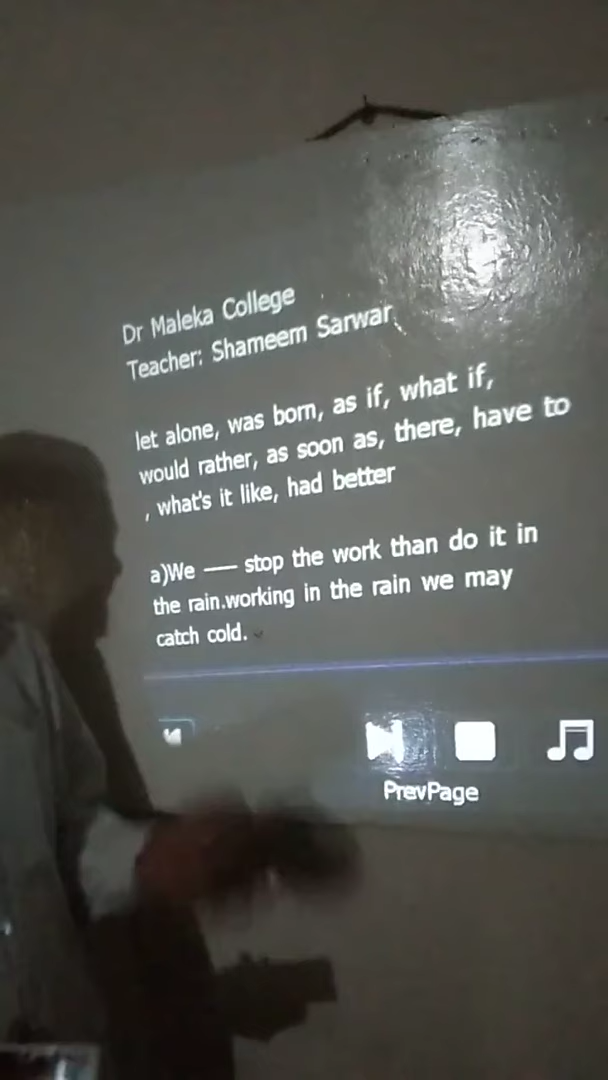 Dr Maleka College
Teacher: Shameem Sarwar
let alone, was born, as if, what if,
would rather, as soon as, there, have to
, what's it like, had better
a)We — stop the work than do it in
the rain.working in the rain we may
catch cold.
PrevPage